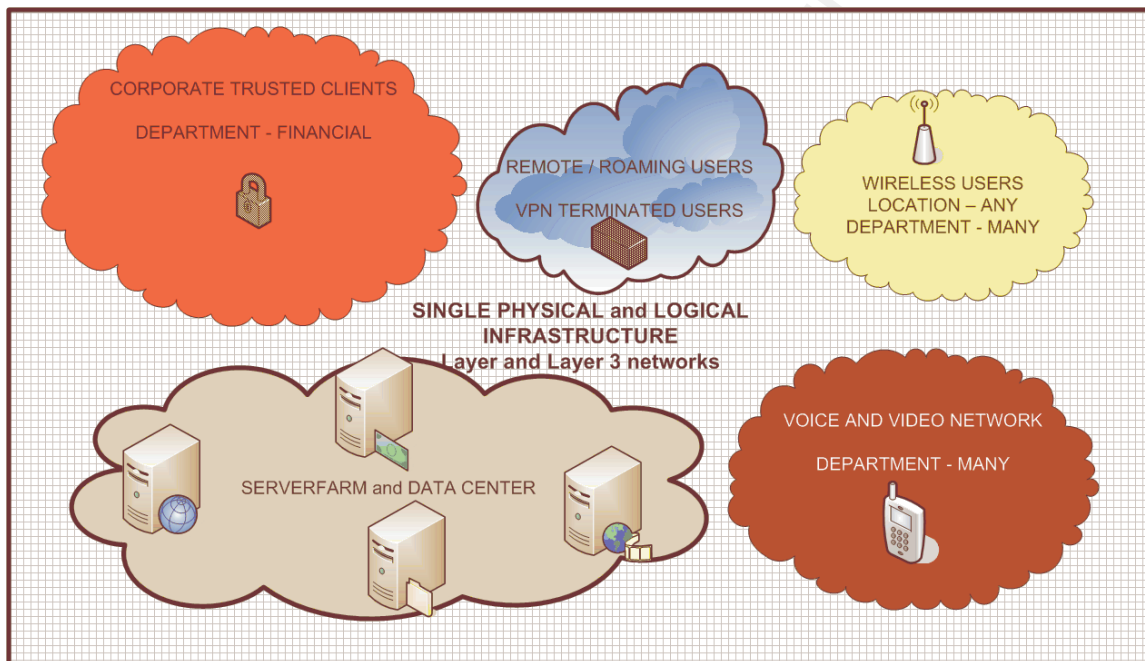 CORPORATE TRUSTED CLIENTS
DEPARTMENT - FINANCIAL
REMOTE / ROAMING USERS
VPN TERMINATED USERS
WIRELESS USERS
LOCATION – ANY
DEPARTMENT - MANY
SINGLE PHYSICAL and LOGICAL
INFRASTRUCTURE
Layer and Layer 3 networks
SERVERFARM and DATA CENTER
VOICE AND VIDEO NETWORK
DEPARTMENT - MANY